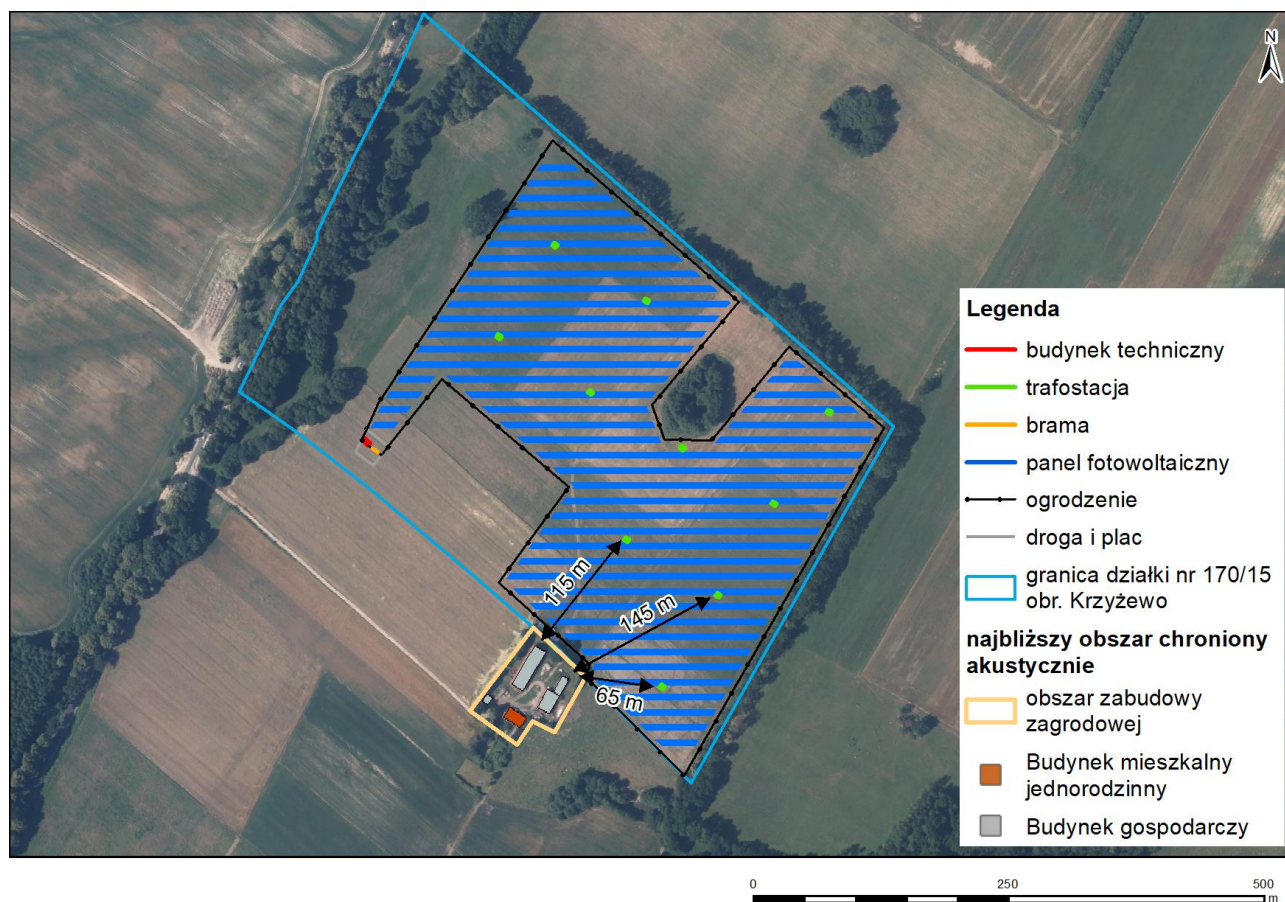 N
115 m
145 m
65 m
Legenda
budynek techniczny
trafostacja
brama
panel fotowoltaiczny
ogrodzenie
droga i plac
granica działki nr 170/15
obr. Krzyżewo
najbliższy obszar chroniony
akustycznie
obszar zabudowy
zagrodowej
Budynek mieszkalny
jednorodzinny
Budynek gospodarczy
0 250 500
m